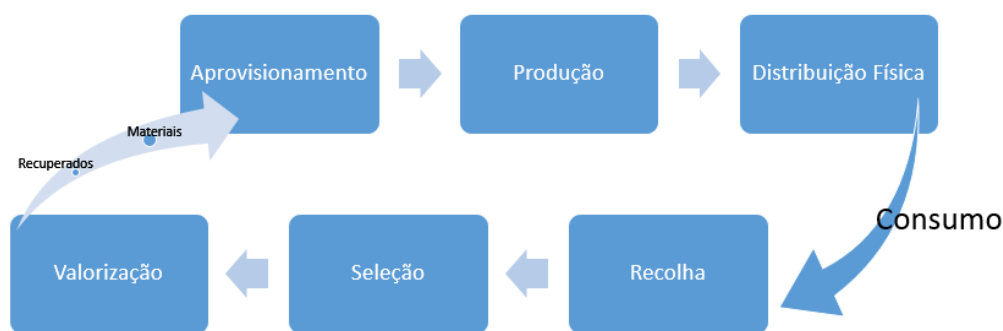 Aprovisionamento
Produção
Distribuição Física
Materiais
Recuperados
Consumo
Valorização
Seleção
Recolha